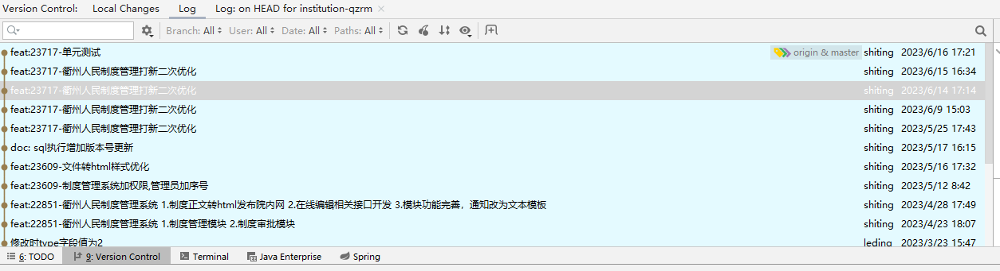 Version Control: Local Changes Log Log: on HEAD for institution-qzrm
Branch: All User: All Date: All Paths: All
feat:23717-单元测试 origin & master shiting 2023/6/16 17:21
feat:23717-衢州人民制度管理打新二次优化 shiting 2023/6/15 16:34
feat:23717-衢州人民制度管理打新二次优化 shiting 2023/6/14 17:14
feat:23717-衢州人民制度管理打新二次优化 shiting 2023/6/9 15:03
feat:23717-衢州人民制度管理打新二次优化 shiting 2023/5/25 17:43
doc: sql执行增加版本号更新 shiting 2023/5/17 16:15
feat:23609-文件转html样式优化 shiting 2023/5/16 17:32
feat:23609-制度管理系统加权限,管理员加序号 shiting 2023/5/12 8:42
feat:22851-衢州人民制度管理系统 1.制度正文转html发布院内网 2.在线编辑相关接口开发 3.模块功能完善，通知改为文本模板 shiting 2023/4/28 17:49
feat:22851-衢州人民制度管理系统 1.制度管理模块 2.制度审批模块 shiting 2023/4/23 18:07
修改时type字段值为2 leding 2023/3/23 15:47
6: TODO 9: Version Control Terminal Java Enterprise Spring